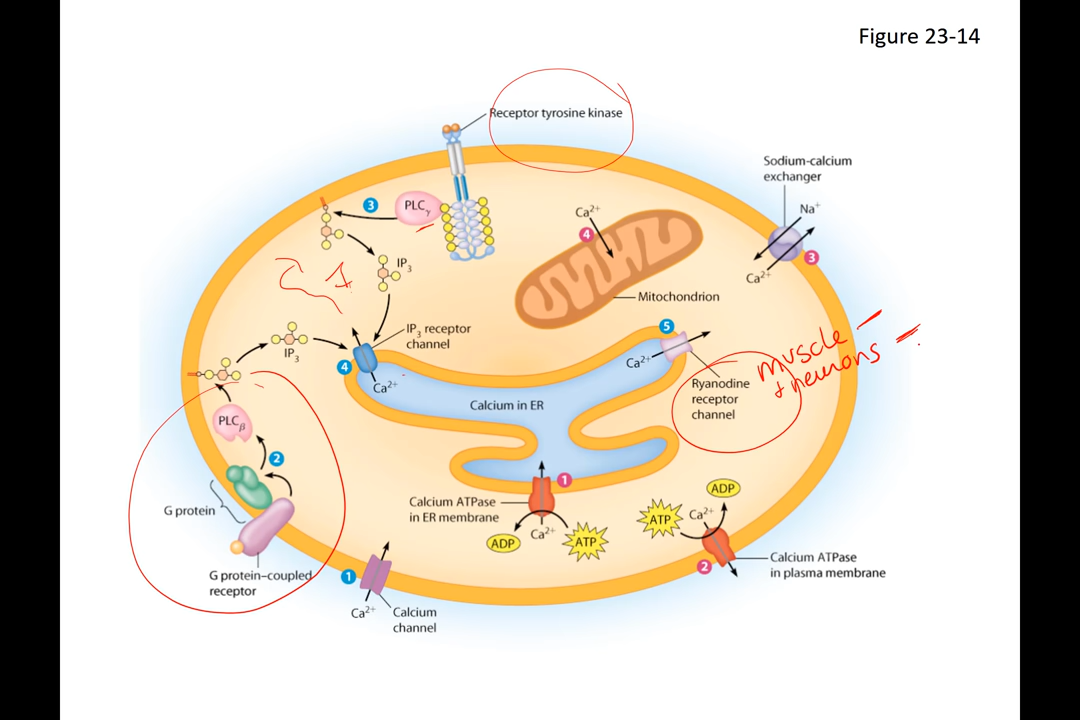 Figure 23-14
Receptor tyrosine kinase
Sodium-calcium
exchanger
Na+
Ca2+
3
3
PLCγ
Ca2+
4
IP3
Mitochondrion
IP3 receptor
channel
4
Ca2+
IP3
5
Ca2+
Ryanodine
receptor
channel
muscle
+ neurons
Calcium in ER
PLCβ
2
G protein
G protein–coupled
receptor
1
Ca2+
Calcium
channel
Calcium ATPase
in ER membrane
1
ADP
Ca2+
ATP
ATP
Ca2+
ADP
2
Calcium ATPase
in plasma membrane